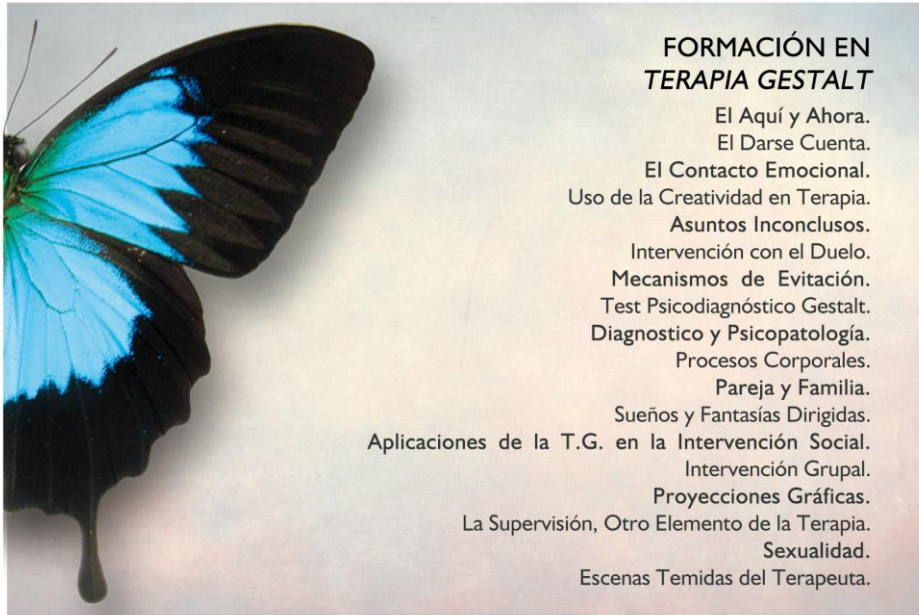 FORMACIÓN EN
TERAPIA GESTALT
El Aquí y Ahora.
El Darse Cuenta.
El Contacto Emocional.
Uso de la Creatividad en Terapia.
Asuntos Inconclusos.
Intervención con el Duelo.
Mecanismos de Evitación.
Test Psicodiagnóstico Gestalt.
Diagnostico y Psicopatología.
Procesos Corporales.
Pareja y Familia.
Sueños y Fantasías Dirigidas.
Aplicaciones de la T.G. en la Intervención Social.
Intervención Grupal.
Proyecciones Gráficas.
La Supervisión, Otro Elemento de la Terapia.
Sexualidad.
Escenas Temidas del Terapeuta.